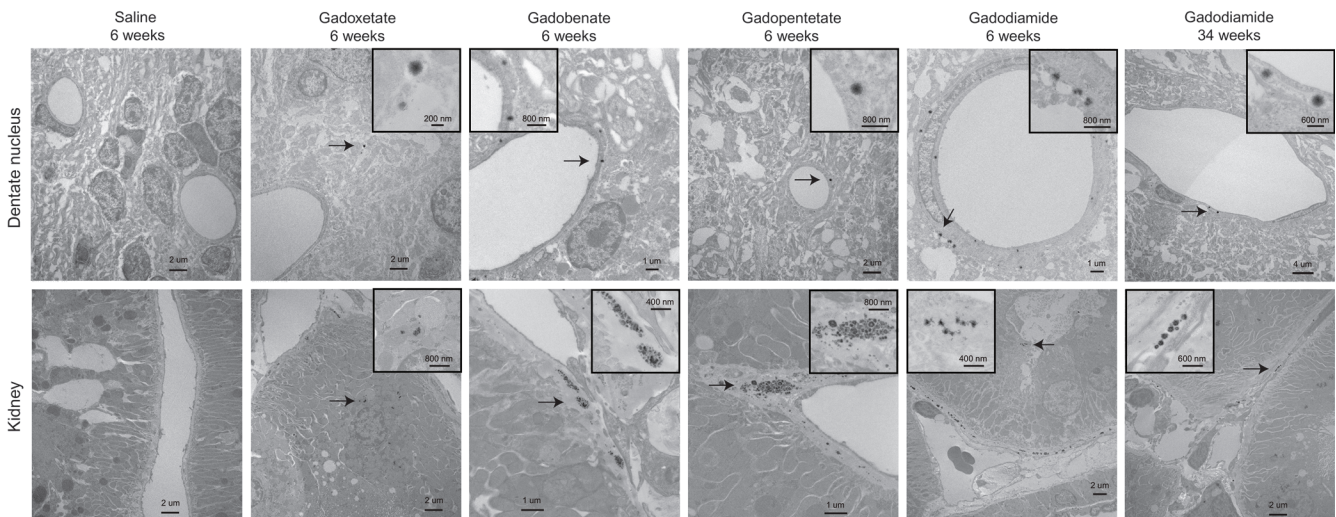 Saline
6 weeks
Gadoxetate
6 weeks
Gadobenate
6 weeks
Gadopentetate
6 weeks
Gadodiamide
6 weeks
Gadodiamide
34 weeks
Dentate nucleus
2 um
200 nm
2 um
800 nm
1 um
800 nm
2 um
800 nm
1 um
600 nm
4 um
Kidney
2 um
800 nm
2 um
400 nm
1 um
800 nm
1 um
400 nm
2 um
600 nm
2 um